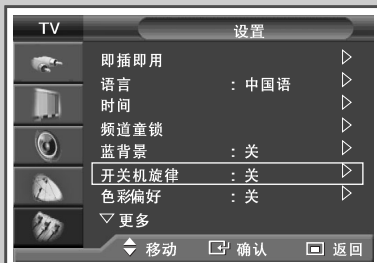 TV
设置
即插即用
语言 : 中国语
时间
频道童锁
蓝背景 : 关
开关机旋律 : 关
色彩偏好 : 关
▽更多
移动 确认 返回